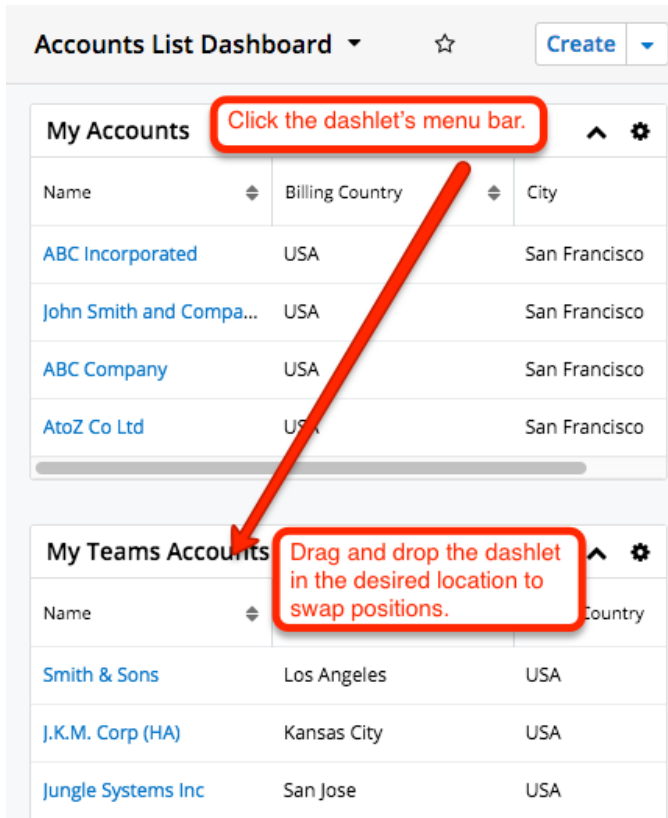 Accounts List Dashboard Create
My Accounts
Click the dashlet's menu bar.
Name Billing Country City
ABC Incorporated USA San Francisco
John Smith and Compa... USA San Francisco
ABC Company USA San Francisco
AtoZ Co Ltd USA San Francisco
My Teams Accounts
Drag and drop the dashlet
in the desired location to
swap positions.
Name Country
Smith & Sons Los Angeles USA
J.K.M. Corp (HA) Kansas City USA
Jungle Systems Inc San Jose USA